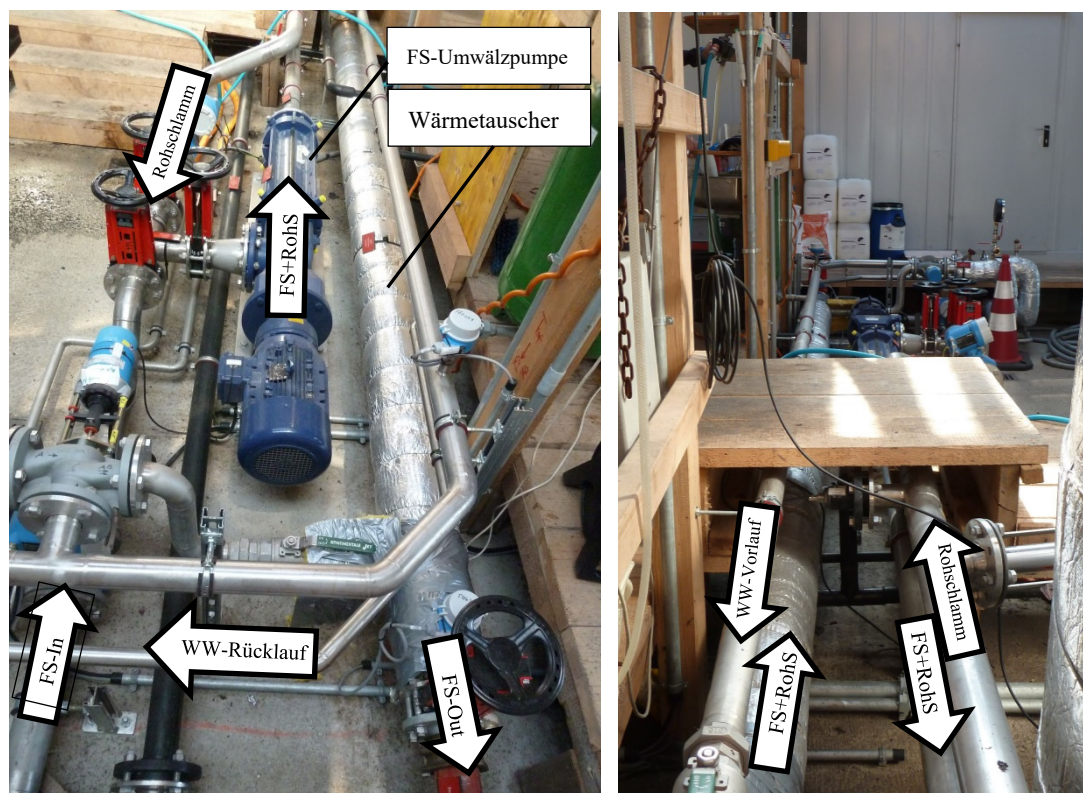 FS-Umwälzpumpe
Wärmetauscher
Rohschlamm
FS+RohS
FS-In
WW-Rücklauf
FS-Out
WW-Vorlauf
FS+RohS
Rohschlamm
FS+RohS